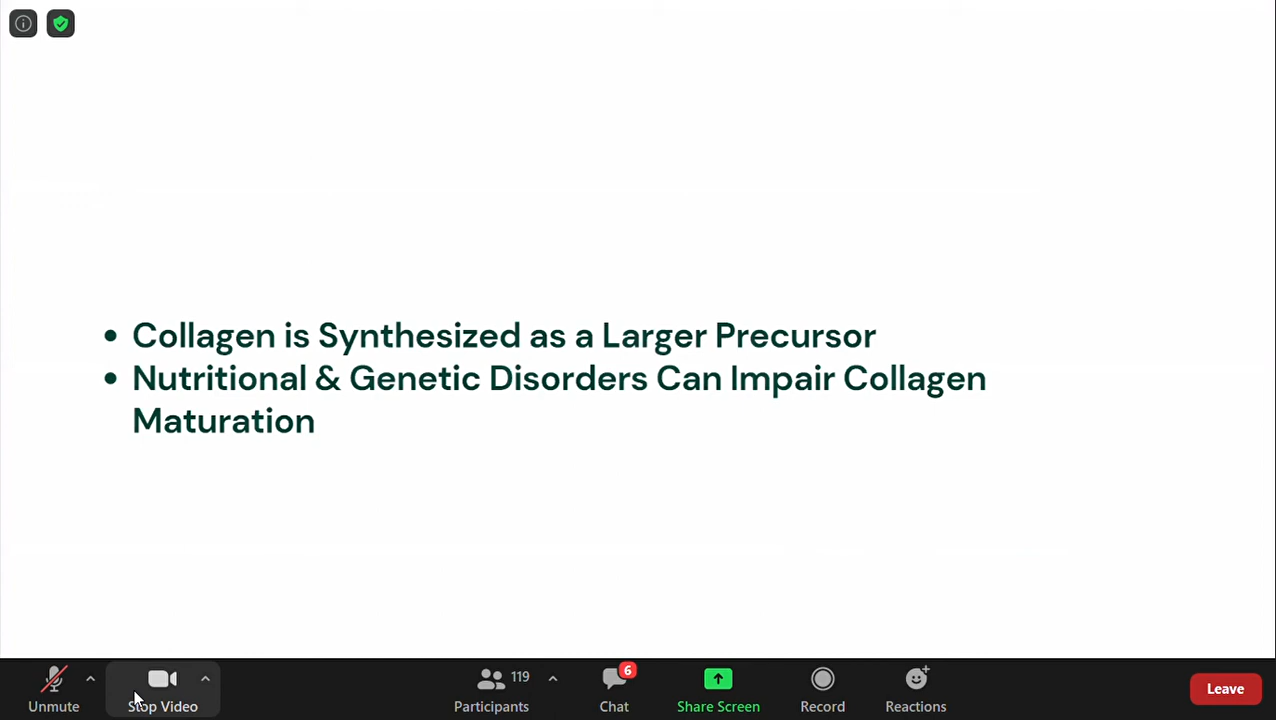 • Collagen is Synthesized as a Larger Precursor
• Nutritional & Genetic Disorders Can Impair Collagen
Maturation
119
6
Unmute
Stop Video
Participants
Chat
Share Screen
Record
Reactions
Leave